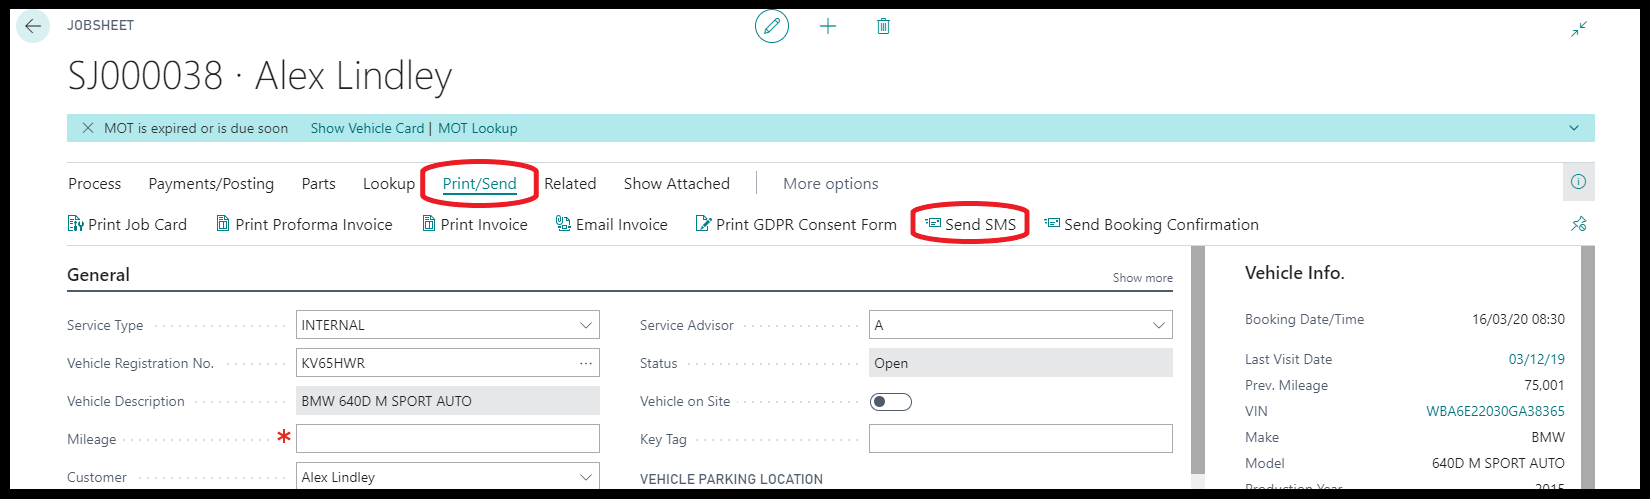 JOBSHEET
SJ000038 · Alex Lindley
MOT is expired or is due soon Show Vehicle Card | MOT Lookup
Process Payments/Posting Parts Lookup Print/Send Related Show Attached More options
Print Job Card Print Proforma Invoice Print Invoice Email Invoice Print GDPR Consent Form Send SMS Send Booking Confirmation
General Show more
Service Type INTERNAL
Vehicle Registration No. KV65HWR
Vehicle Description BMW 640D M SPORT AUTO
Mileage *
Customer Alex Lindley
Service Advisor A
Status Open
Vehicle on Site
Key Tag
VEHICLE PARKING LOCATION
Vehicle Info.
Booking Date/Time 16/03/20 08:30
Last Visit Date 03/12/19
Prev. Mileage 75,001
VIN WBA6E22030GA38365
Make BMW
Model 640D M SPORT AUTO
Production Year 2015